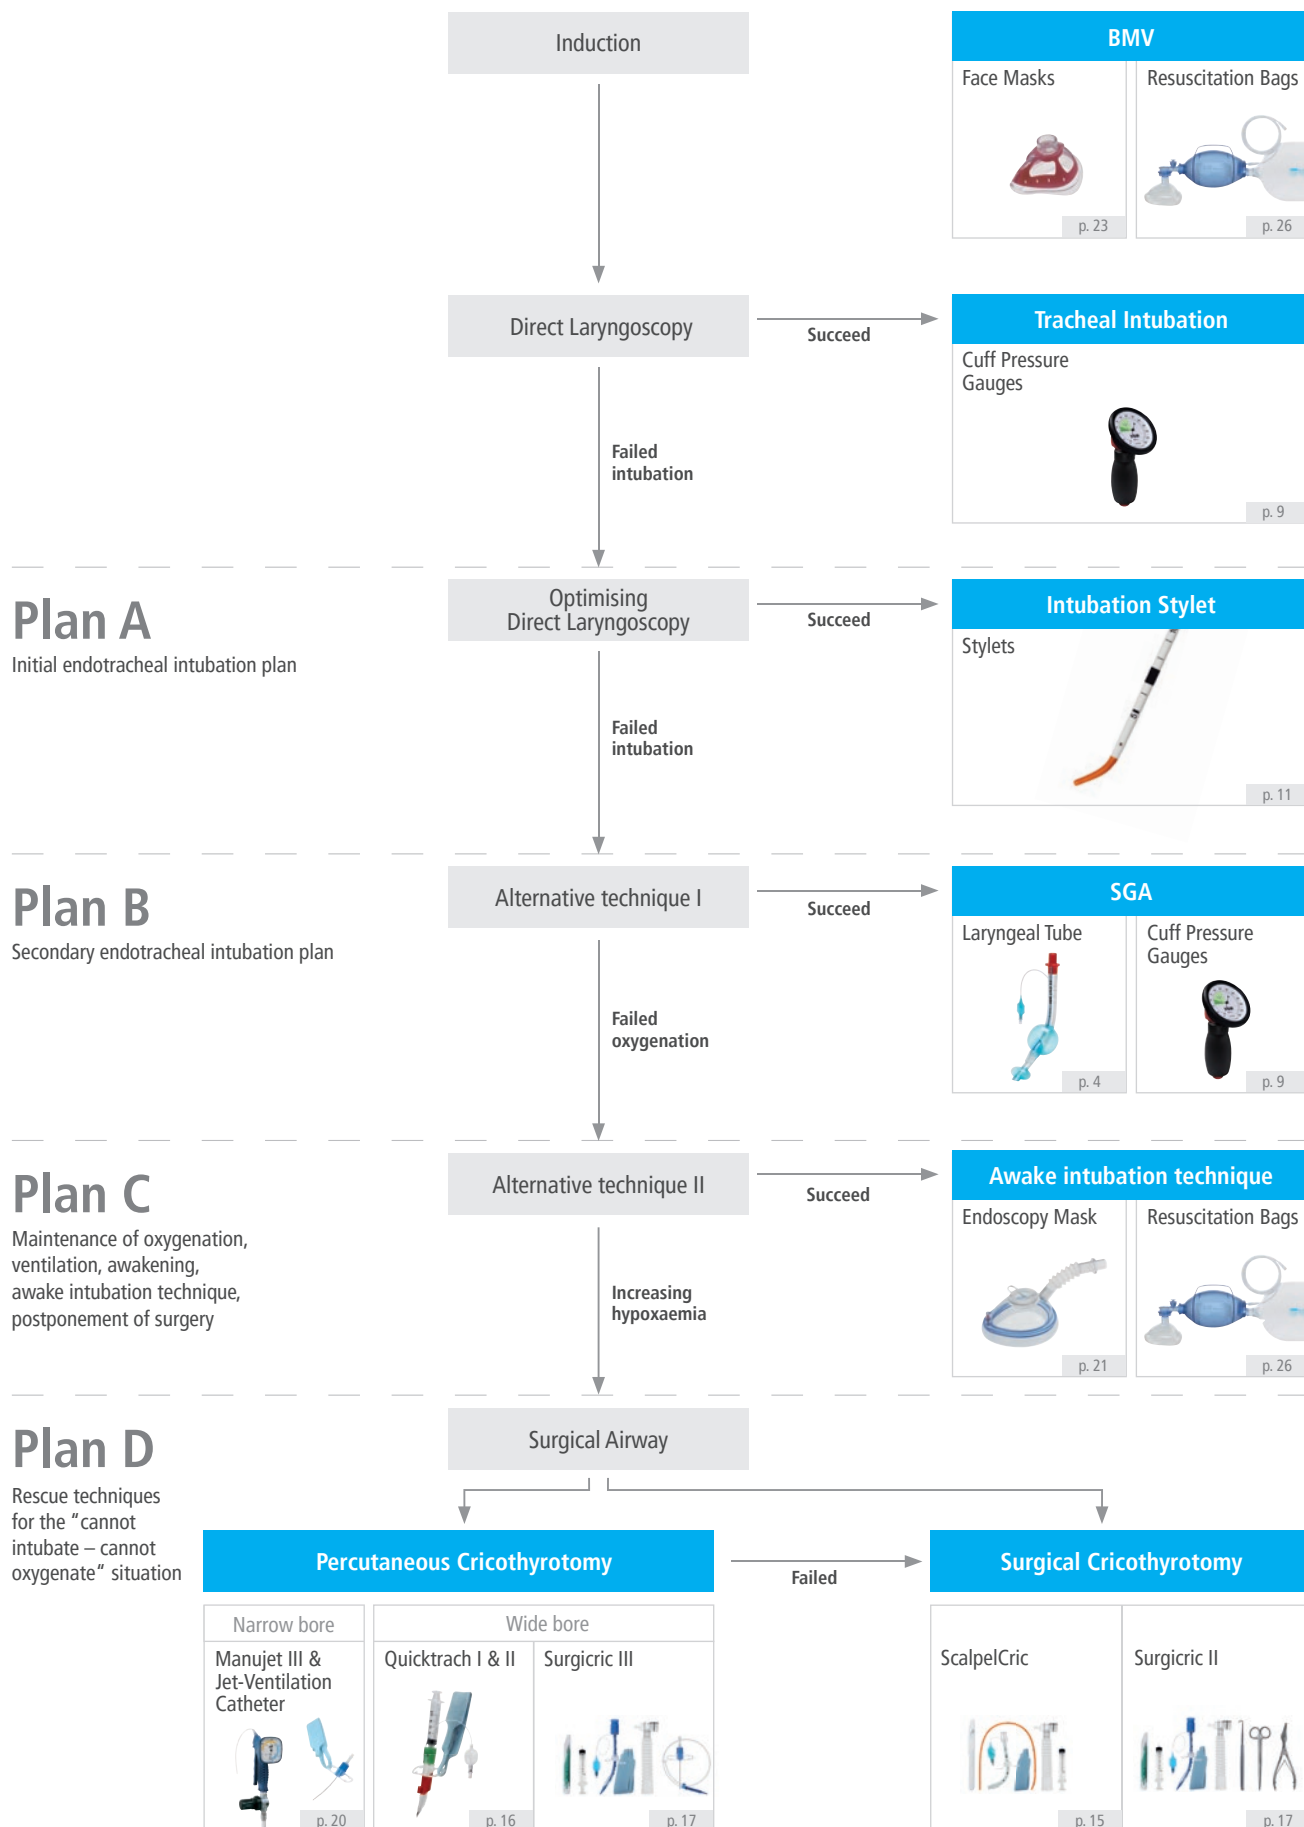 Induction
BMV
Face Masks
Resuscitation Bags
p. 23
p. 26
Direct Laryngoscopy
Succeed
Tracheal Intubation
Cuff Pressure
Gauges
p. 9
Failed
intubation
Plan A
Initial endotracheal intubation plan
Optimising
Direct Laryngoscopy
Succeed
Intubation Stylet
Stylets
p. 11
Failed
intubation
Plan B
Secondary endotracheal intubation plan
Alternative technique I
Succeed
SGA
Laryngeal Tube
Cuff Pressure
Gauges
p. 4
p. 9
Failed
oxygenation
Plan C
Maintenance of oxygenation,
ventilation, awakening,
awake intubation technique,
postponement of surgery
Alternative technique II
Succeed
Awake intubation technique
Endoscopy Mask
Resuscitation Bags
p. 21
p. 26
Increasing
hypoxaemia
Plan D
Rescue techniques
for the “cannot
intubate – cannot
oxygenate“ situation
Surgical Airway
Percutaneous Cricothyrotomy
Failed
Surgical Cricothyrotomy
Narrow bore
Wide bore
Manujet III &
Jet-Ventilation
Catheter
p. 20
Quicktrach I & II
p. 16
Surgicric III
p. 17
ScalpelCric
p. 15
Surgicric II
p. 17